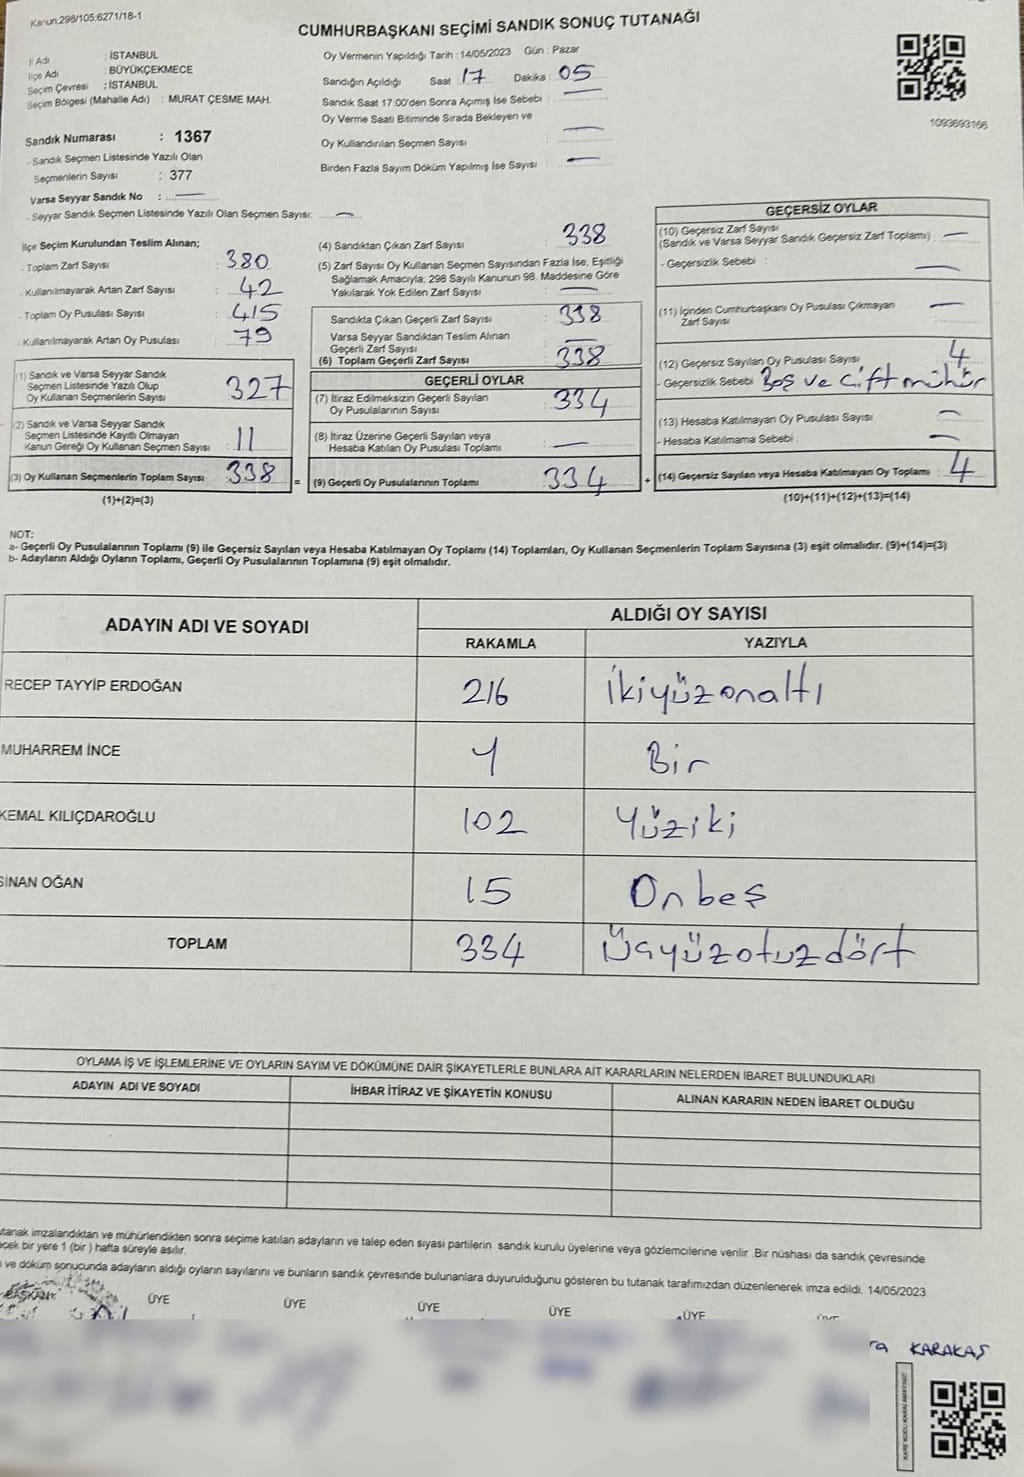 Kanun.298/105:6271/18-1
CUMHURBAŞKANI SEÇİMİ SANDIK SONUÇ TUTANAĞI
İl Adı : İSTANBUL
İlçe Adı : BÜYÜKÇEKMECE
Seçim Çevresi : İSTANBUL
Seçim Bölgesi (Mahalle Adı) : MURAT ÇESME MAH.
Oy Vermenin Yapıldığı Tarih : 14/05/2023 Gün : Pazar
Sandığın Açıldığı Saat : 17 Dakika : 05
Sandık Saat 17:00'den Sonra Açımış İse Sebebi : —
Oy Verme Saati Bitiminde Sırada Bekleyen ve
Oy Kullandırılan Seçmen Sayısı : —
Birden Fazla Sayım Döküm Yapılmış İse Sayısı : —
1093693166
Sandık Numarası : 1367
- Sandık Seçmen Listesinde Yazılı Olan
Seçmenlerin Sayısı : 377
Varsa Seyyar Sandık No : —
- Seyyar Sandık Seçmen Listesinde Yazılı Olan Seçmen Sayısı: —
İlçe Seçim Kurulundan Teslim Alınan;
- Toplam Zarf Sayısı : 380
- Kullanılmayarak Artan Zarf Sayısı : 42
- Toplam Oy Pusulası Sayısı : 415
- Kullanılmayarak Artan Oy Pusulası : 79
(1) Sandık ve Varsa Seyyar Sandık
Seçmen Listesinde Yazılı Olup
Oy Kullanan Seçmenlerin Sayısı : 327
(2) Sandık ve Varsa Seyyar Sandık
Seçmen Listesinde Kayıtlı Olmayan
Kanun Gereği Oy Kullanan Seçmen Sayısı : 11
(3) Oy Kullanan Seçmenlerin Toplam Sayısı : 338
(1)+(2)=(3)
(4) Sandıktan Çıkan Zarf Sayısı : 338
(5) Zarf Sayısı Oy Kullanan Seçmen Sayısından Fazla İse, Eşitliği
Sağlamak Amacıyla; 298 Sayılı Kanunun 98. Maddesine Göre
Yakılarak Yok Edilen Zarf Sayısı : —
Sandıkta Çıkan Geçerli Zarf Sayısı : 338
Varsa Seyyar Sandıktan Teslim Alınan
Geçerli Zarf Sayısı : —
(6) Toplam Geçerli Zarf Sayısı : 338
GEÇERLİ OYLAR
(7) İtiraz Edilmeksizin Geçerli Sayılan
Oy Pusulalarının Sayısı : 334
(8) İtiraz Üzerine Geçerli Sayılan veya
Hesaba Katılan Oy Pusulası Toplamı : —
= (9) Geçerli Oy Pusulalarının Toplamı : 334
GEÇERSİZ OYLAR
(10) Geçersiz Zarf Sayısı
(Sandık ve Varsa Seyyar Sandık Geçersiz Zarf Toplamı) : —
- Geçersizlik Sebebi : —
(11) İçinden Cumhurbaşkanı Oy Pusulası Çıkmayan
Zarf Sayısı : —
(12) Geçersiz Sayılan Oy Pusulası Sayısı : 4
- Geçersizlik Sebebi : Boş ve Çift mühür
(13) Hesaba Katılmayan Oy Pusulası Sayısı : —
- Hesaba Katılmama Sebebi : —
+ (14) Geçersiz Sayılan veya Hesaba Katılmayan Oy Toplamı : 4
(10)+(11)+(12)+(13)=(14)
NOT:
a- Geçerli Oy Pusulalarının Toplamı (9) ile Geçersiz Sayılan veya Hesaba Katılmayan Oy Toplamı (14) Toplamları, Oy Kullanan Seçmenlerin Toplam Sayısına (3) eşit olmalıdır. (9)+(14)=(3)
b- Adayların Aldığı Oyların Toplamı, Geçerli Oy Pusulalarının Toplamına (9) eşit olmalıdır.
ADAYIN ADI VE SOYADI ALDIĞI OY SAYISI
RAKAMLA YAZIYLA
RECEP TAYYİP ERDOĞAN 216 İkiyüzonaltı
MUHARREM İNCE 1 Bir
KEMAL KILIÇDAROĞLU 102 Yüziki
SİNAN OĞAN 15 Onbeş
TOPLAM 334 Üçyüzotuzdört
OYLAMA İŞ VE İŞLEMLERİNE VE OYLARIN SAYIM VE DÖKÜMÜNE DAİR ŞİKAYETLERLE BUNLARA AİT KARARLARIN NELERDEN İBARET BULUNDUKLARI
ADAYIN ADI VE SOYADI İHBAR İTİRAZ VE ŞİKAYETİN KONUSU ALINAN KARARIN NEDEN İBARET OLDUĞU
utanak imzalandıktan ve mühürlendikten sonra seçime katılan adayların ve talep eden siyasi partilerin sandık kurulu üyelerine veya gözlemcilerine verilir .Bir nüshası da sandık çevresinde
ecek bir yere 1 (bir ) hafta süreyle asılır.
ve döküm sonucunda adayların aldığı oyların sayılarını ve bunların sandık çevresinde bulunanlara duyurulduğunu gösteren bu tutanak tarafımızdan düzenlenerek imza edildi. 14/05/2023
BAŞKAN ÜYE ÜYE ÜYE ÜYE ÜYE
KARAKAŞ